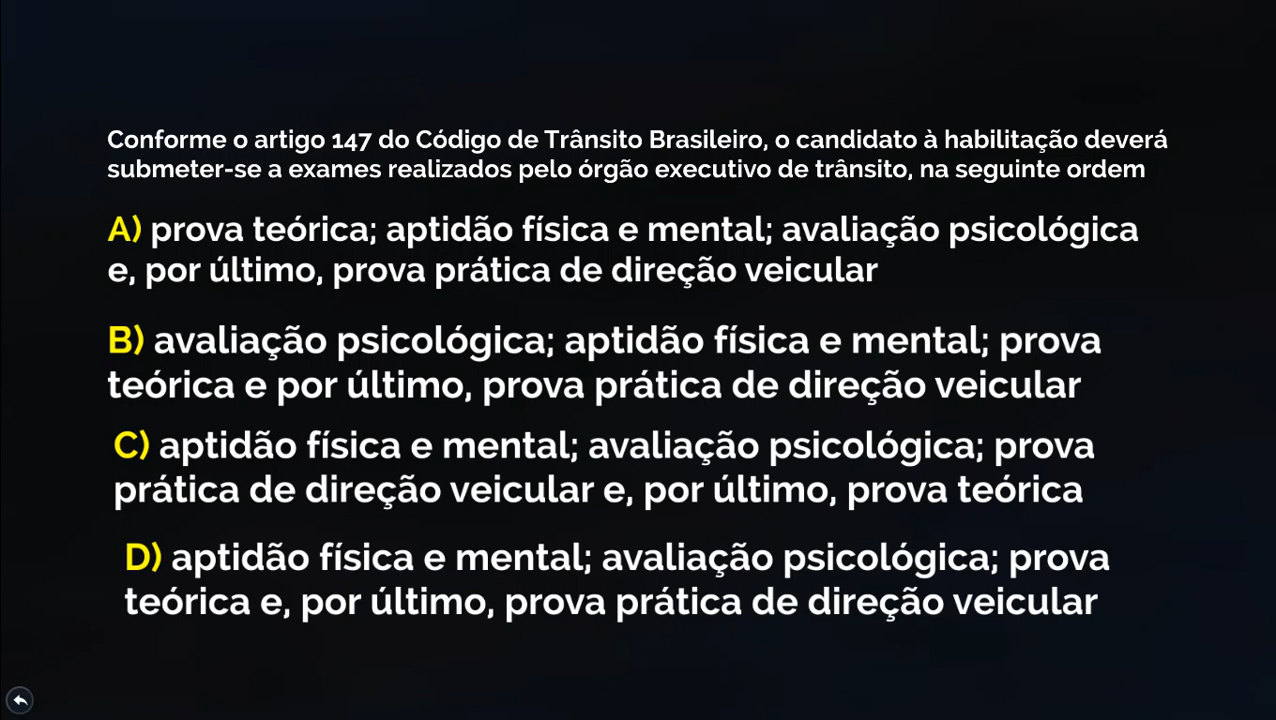 Conforme o artigo 147 do Código de Trânsito Brasileiro, o candidato à habilitação deverá
submeter-se a exames realizados pelo órgão executivo de trânsito, na seguinte ordem
A) prova teórica; aptidão física e mental; avaliação psicológica
e, por último, prova prática de direção veicular
B) avaliação psicológica; aptidão física e mental; prova
teórica e por último, prova prática de direção veicular
C) aptidão física e mental; avaliação psicológica; prova
prática de direção veicular e, por último, prova teórica
D) aptidão física e mental; avaliação psicológica; prova
teórica e, por último, prova prática de direção veicular